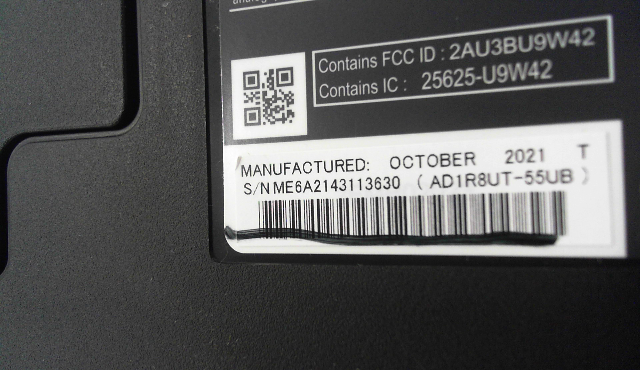 Contains FCC ID : 2AU3BU9W42
Contains IC : 25625-U9W42
MANUFACTURED: OCTOBER 2021 T
S/N ME6A2143113630 ( AD1R8UT-55UB )